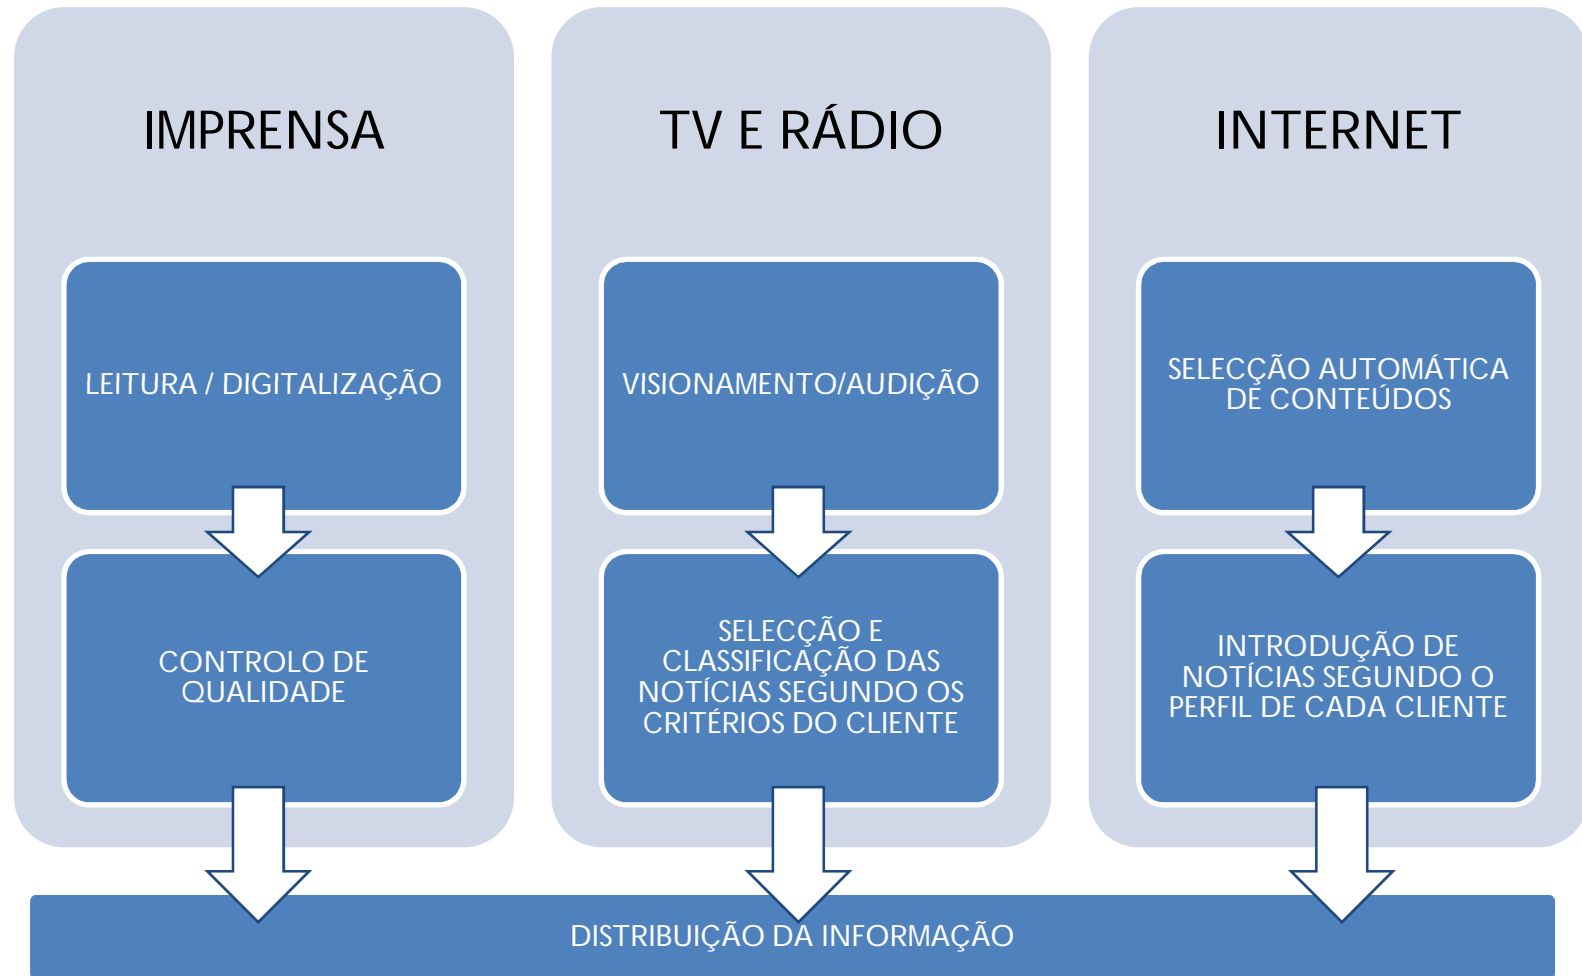 IMPRENSA
LEITURA / DIGITALIZAÇÃO
CONTROLO DE
QUALIDADE
TV E RÁDIO
VISIONAMENTO/AUDIÇÃO
SELECÇÃO E
CLASSIFICAÇÃO DAS
NOTÍCIAS SEGUNDO OS
CRITÉRIOS DO CLIENTE
INTERNET
SELECÇÃO AUTOMÁTICA
DE CONTEÚDOS
INTRODUÇÃO DE
NOTÍCIAS SEGUNDO O
PERFIL DE CADA CLIENTE
DISTRIBUIÇÃO DA INFORMAÇÃO